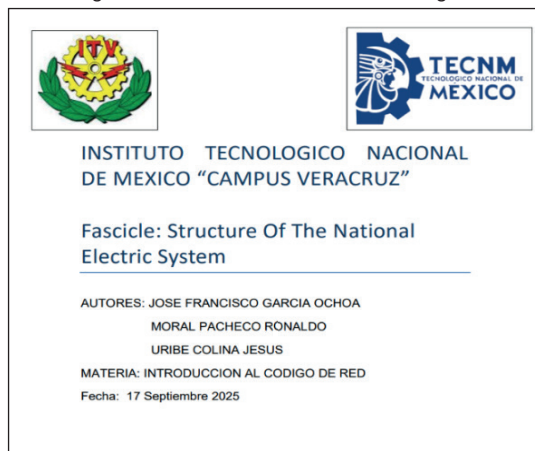 ITV
TECNM
TECNOLOGICO NACIONAL DE
MEXICO
INSTITUTO TECNOLOGICO NACIONAL
DE MEXICO “CAMPUS VERACRUZ”
Fascicle: Structure Of The National
Electric System
AUTORES: JOSE FRANCISCO GARCIA OCHOA
MORAL PACHECO RONALDO
URIBE COLINA JESUS
MATERIA: INTRODUCCION AL CODIGO DE RED
Fecha: 17 Septiembre 2025